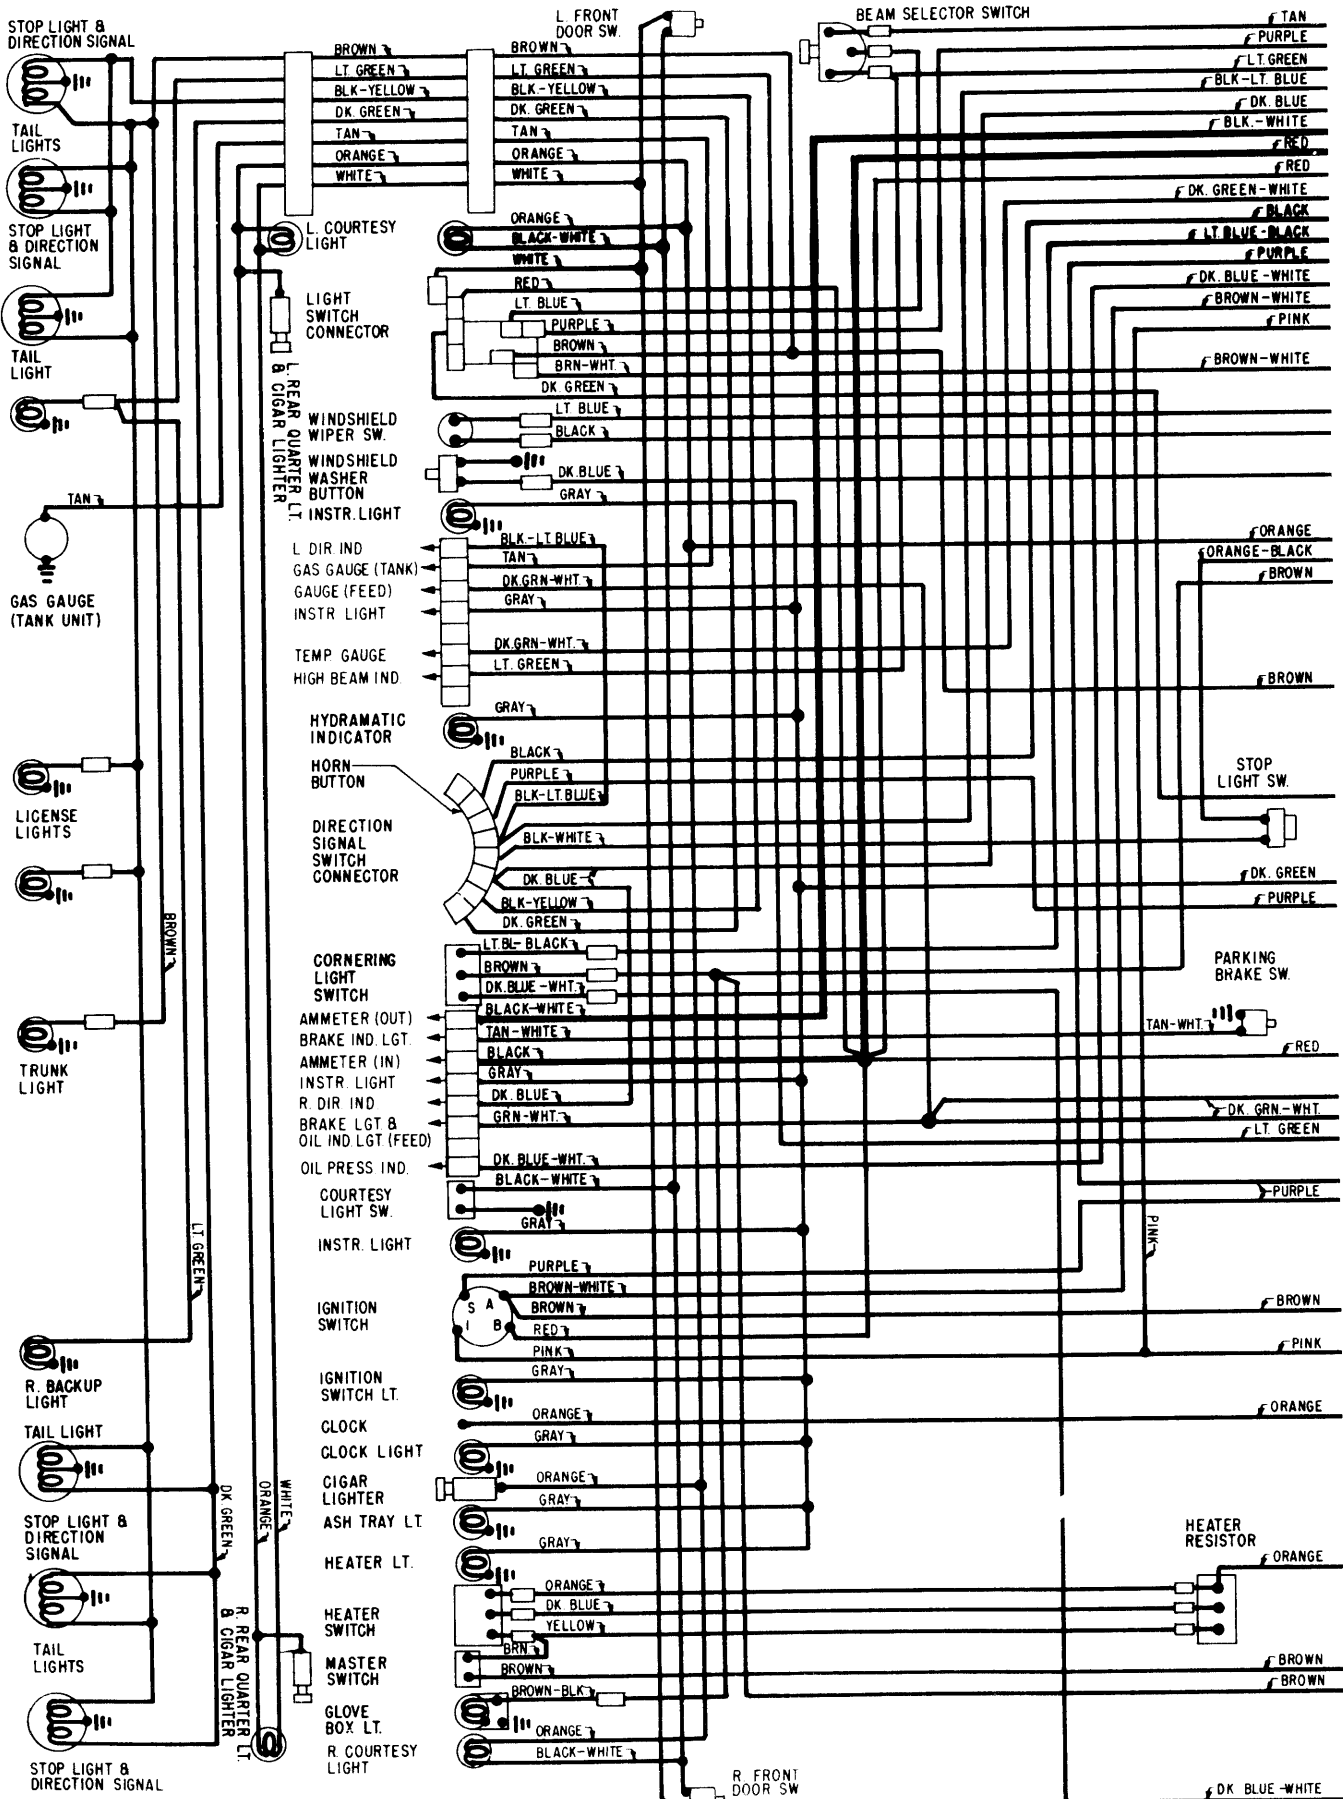 STOP LIGHT &
DIRECTION SIGNAL
TAIL
LIGHTS
STOP LIGHT
& DIRECTION
SIGNAL
TAIL
LIGHT
TAN
GAS GAUGE
(TANK UNIT)
LICENSE
LIGHTS
BROWN
TRUNK
LIGHT
LT. GREEN
R. BACKUP
LIGHT
TAIL LIGHT
STOP LIGHT &
DIRECTION
SIGNAL
DK. GREEN
ORANGE
WHITE
TAIL
LIGHTS
STOP LIGHT &
DIRECTION SIGNAL
R. REAR QUARTER LT.
& CIGAR LIGHTER
BROWN
LT. GREEN
BLK-YELLOW
DK. GREEN
TAN
ORANGE
WHITE
L. COURTESY
LIGHT
LIGHT
SWITCH
CONNECTOR
L. REAR QUARTER LT.
& CIGAR LIGHTER
WINDSHIELD
WIPER SW.
WINDSHIELD
WASHER
BUTTON
INSTR. LIGHT
L DIR. IND
GAS GAUGE (TANK)
GAUGE (FEED)
INSTR LIGHT
TEMP. GAUGE
HIGH BEAM IND.
HYDRAMATIC
INDICATOR
HORN
BUTTON
DIRECTION
SIGNAL
SWITCH
CONNECTOR
CORNERING
LIGHT
SWITCH
AMMETER (OUT)
BRAKE IND. LGT.
AMMETER (IN)
INSTR. LIGHT
R. DIR IND
BRAKE LGT &
OIL IND. LGT. (FEED)
OIL PRESS IND.
COURTESY
LIGHT SW.
INSTR. LIGHT
IGNITION
SWITCH
IGNITION
SWITCH LT.
CLOCK
CLOCK LIGHT
CIGAR
LIGHTER
ASH TRAY LT.
HEATER LT.
HEATER
SWITCH
MASTER
SWITCH
GLOVE
BOX LT.
R. COURTESY
LIGHT
L. FRONT
DOOR SW.
BROWN
LT. GREEN
BLK-YELLOW
DK. GREEN
TAN
ORANGE
WHITE
ORANGE
BLACK-WHITE
WHITE
RED
LT. BLUE
PURPLE
BROWN
BRN-WHT.
DK. GREEN
LT. BLUE
BLACK
DK. BLUE
GRAY
BLK.-LT BLUE
TAN
DK.GRN-WHT.
GRAY
DK.GRN-WHT.
LT. GREEN
GRAY
BLACK
PURPLE
BLK-LT.BLUE
BLK-WHITE
DK. BLUE
BLK-YELLOW
DK. GREEN
LT.BL- BLACK
BROWN
DK.BLUE-WHT.
BLACK-WHITE
TAN-WHITE
BLACK
GRAY
DK. BLUE
GRN-WHT.
DK. BLUE-WHT.
BLACK-WHITE
GRAY
PURPLE
BROWN-WHITE
S A
BROWN
I B
RED
PINK
GRAY
ORANGE
GRAY
ORANGE
GRAY
GRAY
ORANGE
DK. BLUE
YELLOW
BRN
BROWN
BROWN-BLK
ORANGE
BLACK-WHITE
R. FRONT
DOOR SW
BEAM SELECTOR SWITCH
TAN
PURPLE
LT. GREEN
BLK-LT. BLUE
DK. BLUE
BLK.-WHITE
RED
RED
DK. GREEN-WHITE
BLACK
LT. BLUE-BLACK
PURPLE
DK. BLUE-WHITE
BROWN-WHITE
PINK
BROWN-WHITE
ORANGE
ORANGE-BLACK
BROWN
BROWN
STOP
LIGHT SW.
DK. GREEN
PURPLE
PARKING
BRAKE SW.
TAN-WHT.
RED
DK. GRN.-WHT.
LT. GREEN
PURPLE
PINK
BROWN
PINK
ORANGE
HEATER
RESISTOR
ORANGE
BROWN
BROWN
DK BLUE-WHITE